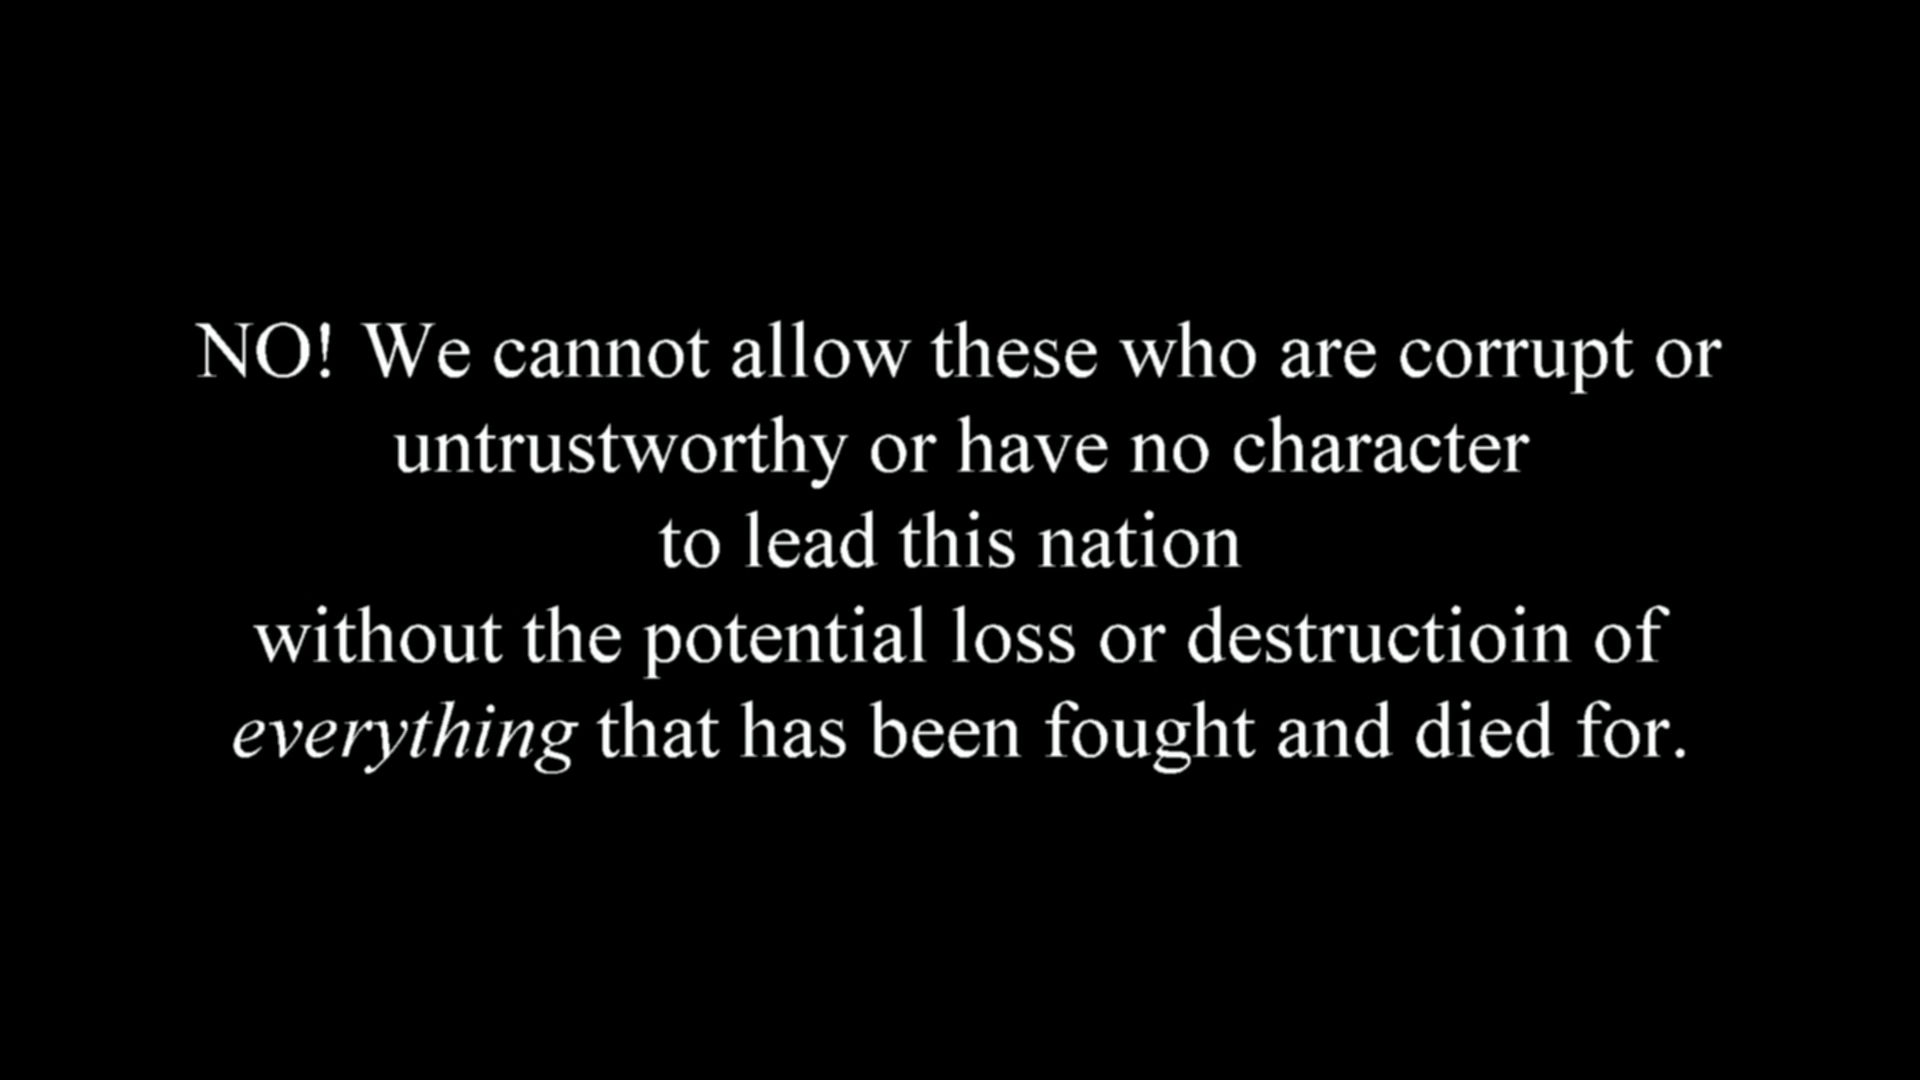 NO! We cannot allow these who are corrupt or
untrustworthy or have no character
to lead this nation
without the potential loss or destructioin of
everything that has been fought and died for.